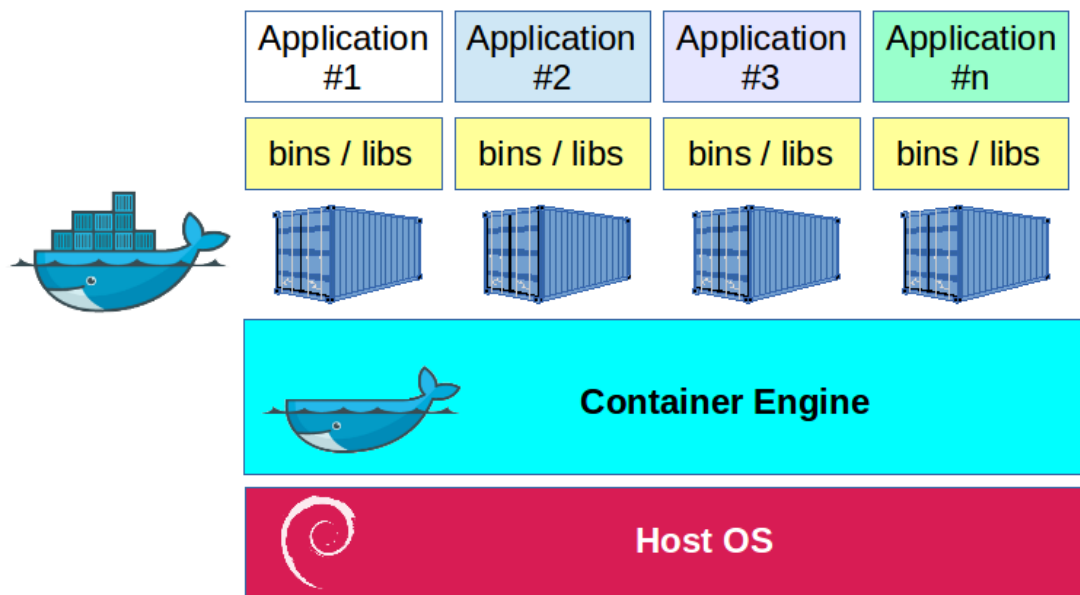 Application
#1
Application
#2
Application
#3
Application
#n
bins / libs
bins / libs
bins / libs
bins / libs
Container Engine
Host OS